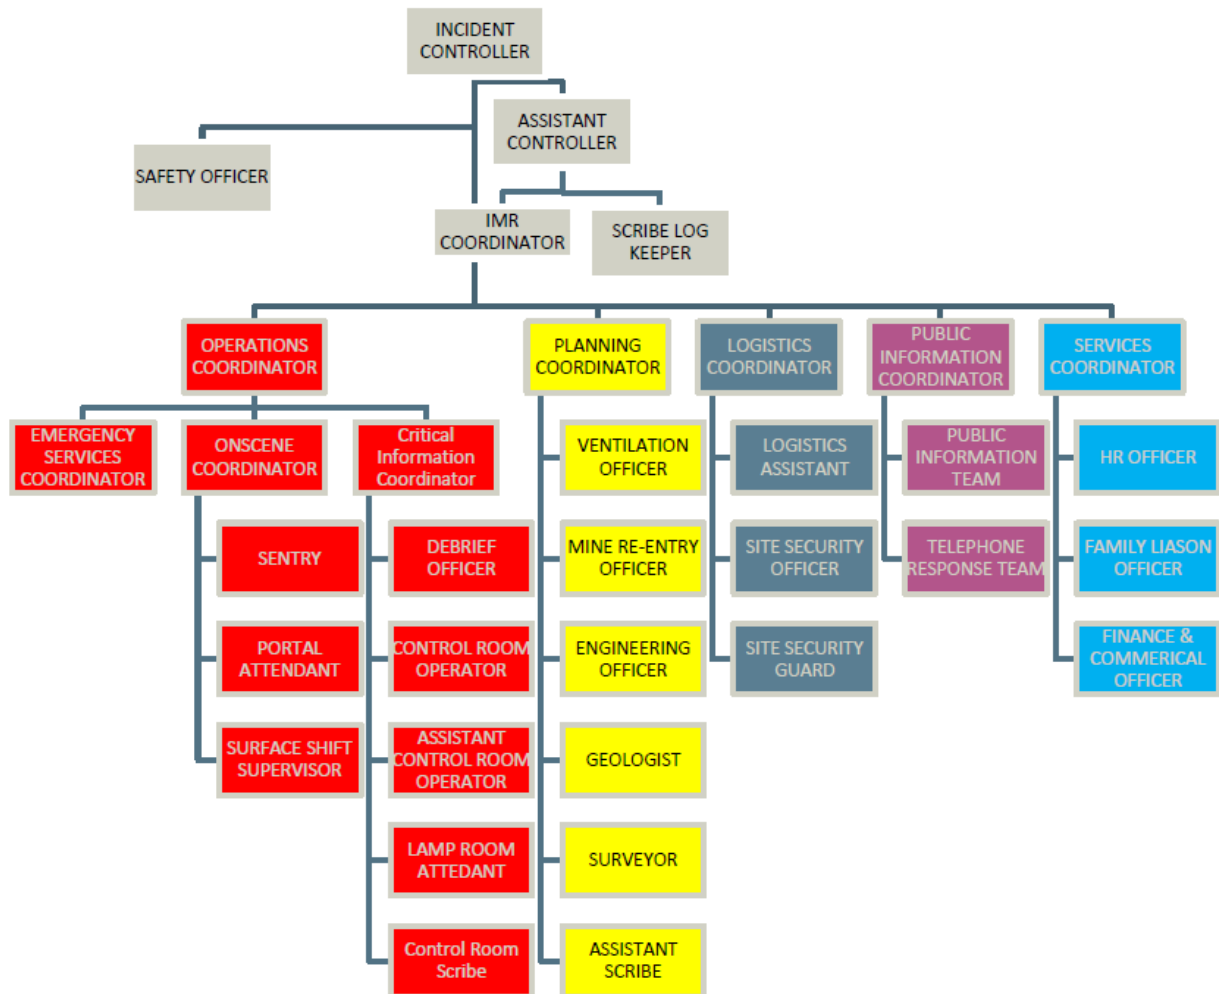 INCIDENT
CONTROLLER
ASSISTANT
CONTROLLER
SAFETY OFFICER
IMR
COORDINATOR
SCRIBE LOG
KEEPER
OPERATIONS
COORDINATOR
PLANNING
COORDINATOR
LOGISTICS
COORDINATOR
PUBLIC
INFORMATION
COORDINATOR
SERVICES
COORDINATOR
EMERGENCY
SERVICES
COORDINATOR
ONSCENE
COORDINATOR
Critical
Information
Coordinator
VENTILATION
OFFICER
LOGISTICS
ASSISTANT
PUBLIC
INFORMATION
TEAM
HR OFFICER
SENTRY
DEBRIEF
OFFICER
MINE RE-ENTRY
OFFICER
SITE SECURITY
OFFICER
TELEPHONE
RESPONSE TEAM
FAMILY LIASON
OFFICER
PORTAL
ATTENDANT
CONTROL ROOM
OPERATOR
ENGINEERING
OFFICER
SITE SECURITY
GUARD
FINANCE &
COMMERICAL
OFFICER
SURFACE SHIFT
SUPERVISOR
ASSISTANT
CONTROL ROOM
OPERATOR
GEOLOGIST
LAMP ROOM
ATTEDANT
SURVEYOR
Control Room
Scribe
ASSISTANT
SCRIBE